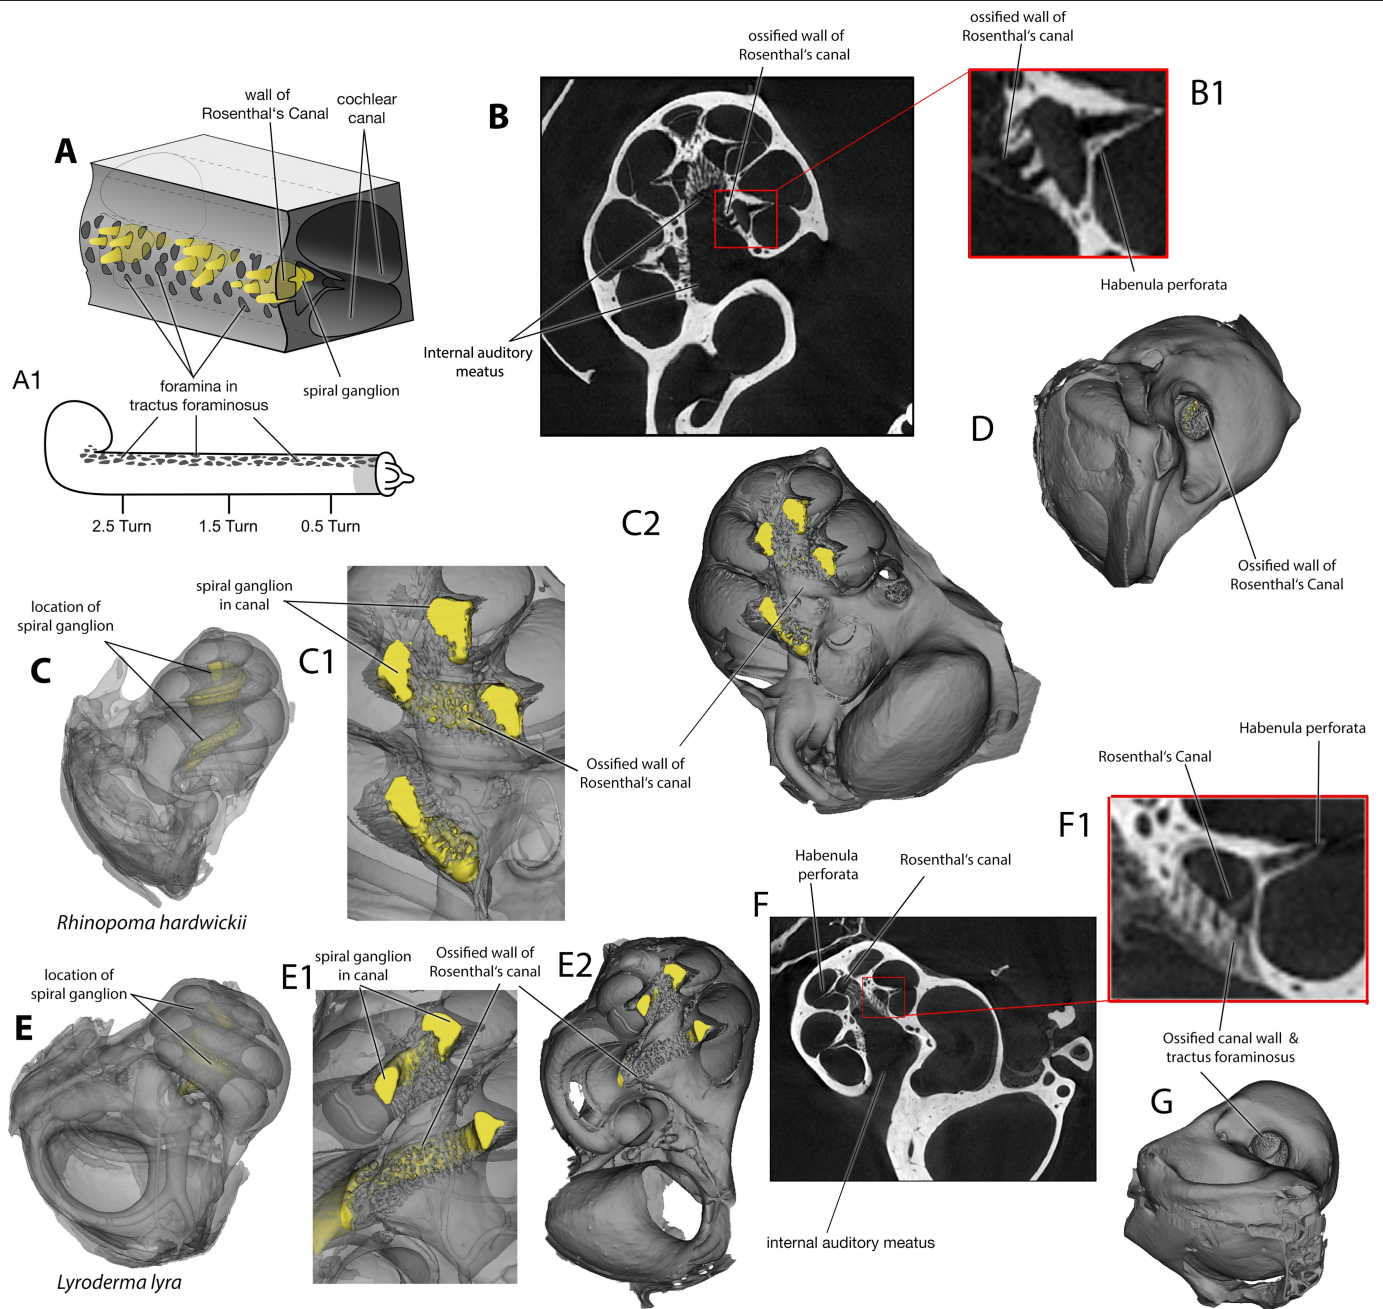 ossified wall of
Rosenthal‘s canal
ossified wall of
Rosenthal‘s canal
B
B1
wall of
Rosenthal‘s Canal
cochlear
canal
A
Habenula perforata
Internal auditory
meatus
A1
foramina in
tractus foraminosus
spiral ganglion
2.5 Turn
1.5 Turn
0.5 Turn
D
Ossified wall of
Rosenthal‘s Canal
C2
location of
spiral ganglion
spiral ganglion
in canal
C
C1
Ossified wall of
Rosenthal‘s canal
Rhinopoma hardwickii
Habenula perforata
Rosenthal‘s Canal
F1
Habenula
perforata
Rosenthal‘s canal
F
location of
spiral ganglion
E
E1
spiral ganglion
in canal
Ossified wall of
Rosenthal‘s canal
E2
Ossified canal wall &
tractus foraminosus
G
internal auditory meatus
Lyroderma lyra